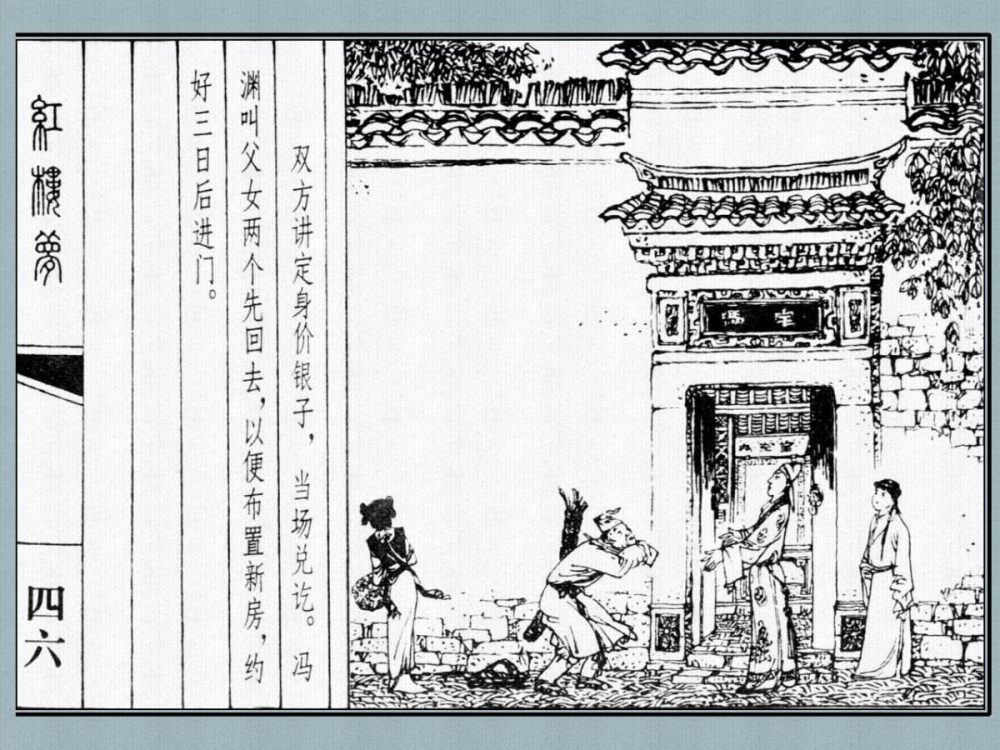 双方讲定身价银子，当场兑讫。冯
渊叫父女两个先回去，以便布置新房，约
好三日后进门。
紅樓夢
四六
宅馮